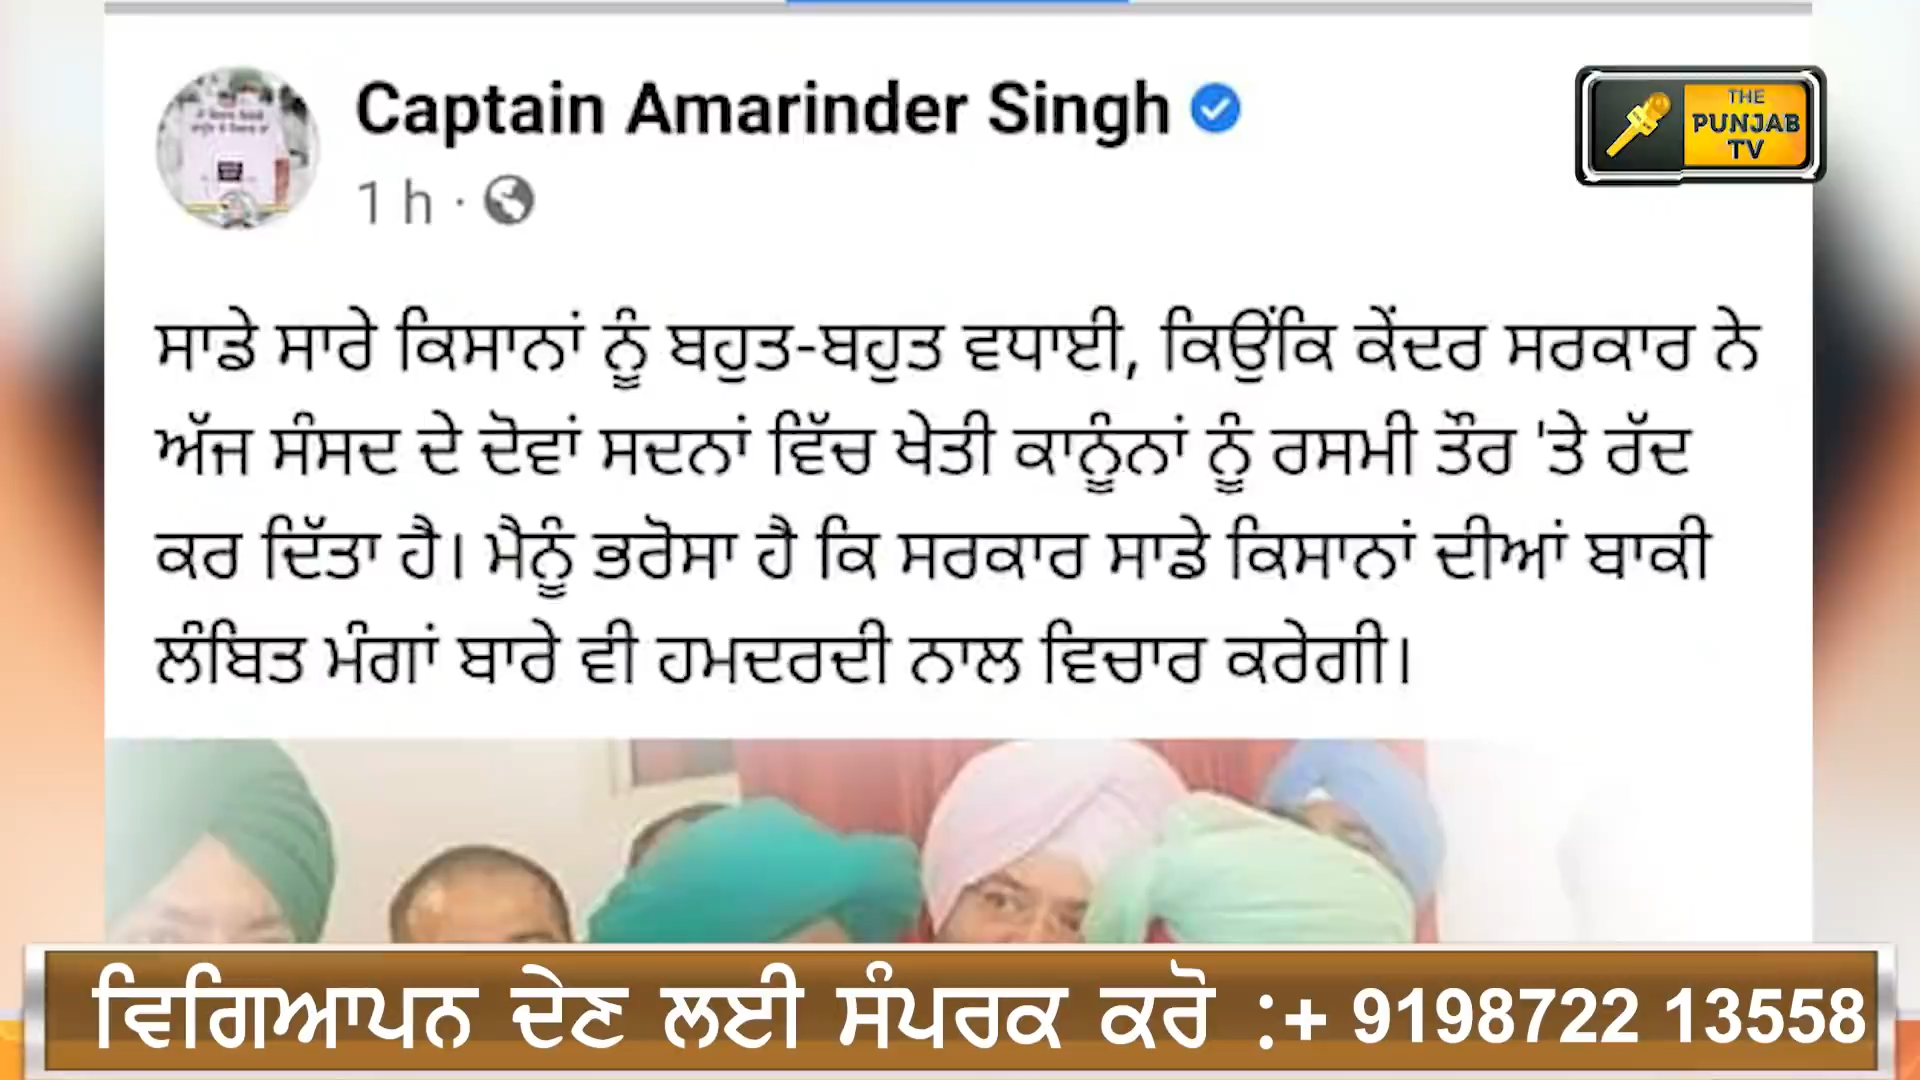 Captain Amarinder Singh
1 h ·
THE
PUNJAB
TV
ਸਾਡੇ ਸਾਰੇ ਕਿਸਾਨਾਂ ਨੂੰ ਬਹੁਤ-ਬਹੁਤ ਵਧਾਈ, ਕਿਉਂਕਿ ਕੇਂਦਰ ਸਰਕਾਰ ਨੇ
ਅੱਜ ਸੰਸਦ ਦੇ ਦੋਵਾਂ ਸਦਨਾਂ ਵਿੱਚ ਖੇਤੀ ਕਾਨੂੰਨਾਂ ਨੂੰ ਰਸਮੀ ਤੌਰ 'ਤੇ ਰੱਦ
ਕਰ ਦਿੱਤਾ ਹੈ। ਮੈਨੂੰ ਭਰੋਸਾ ਹੈ ਕਿ ਸਰਕਾਰ ਸਾਡੇ ਕਿਸਾਨਾਂ ਦੀਆਂ ਬਾਕੀ
ਲੰਬਿਤ ਮੰਗਾਂ ਬਾਰੇ ਵੀ ਹਮਦਰਦੀ ਨਾਲ ਵਿਚਾਰ ਕਰੇਗੀ।
ਵਿਗਿਆਪਨ ਦੇਣ ਲਈ ਸੰਪਰਕ ਕਰੋ :+ 9198722 13558